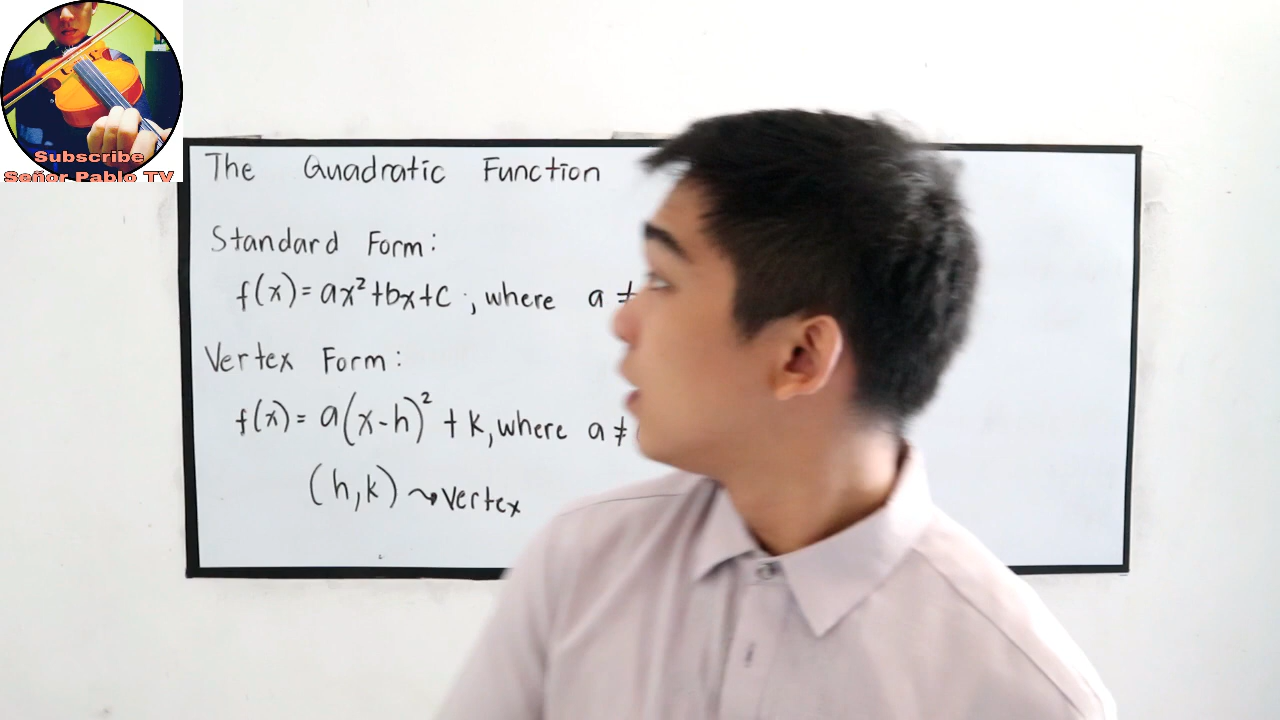 Subscribe
Señor Pablo TV
The Quadratic Function
Standard Form:
f(x)=ax²+bx+c , where a ≠
Vertex Form:
f(x)= a(x-h)² + k, where a ≠
(h,k) ⇝ vertex